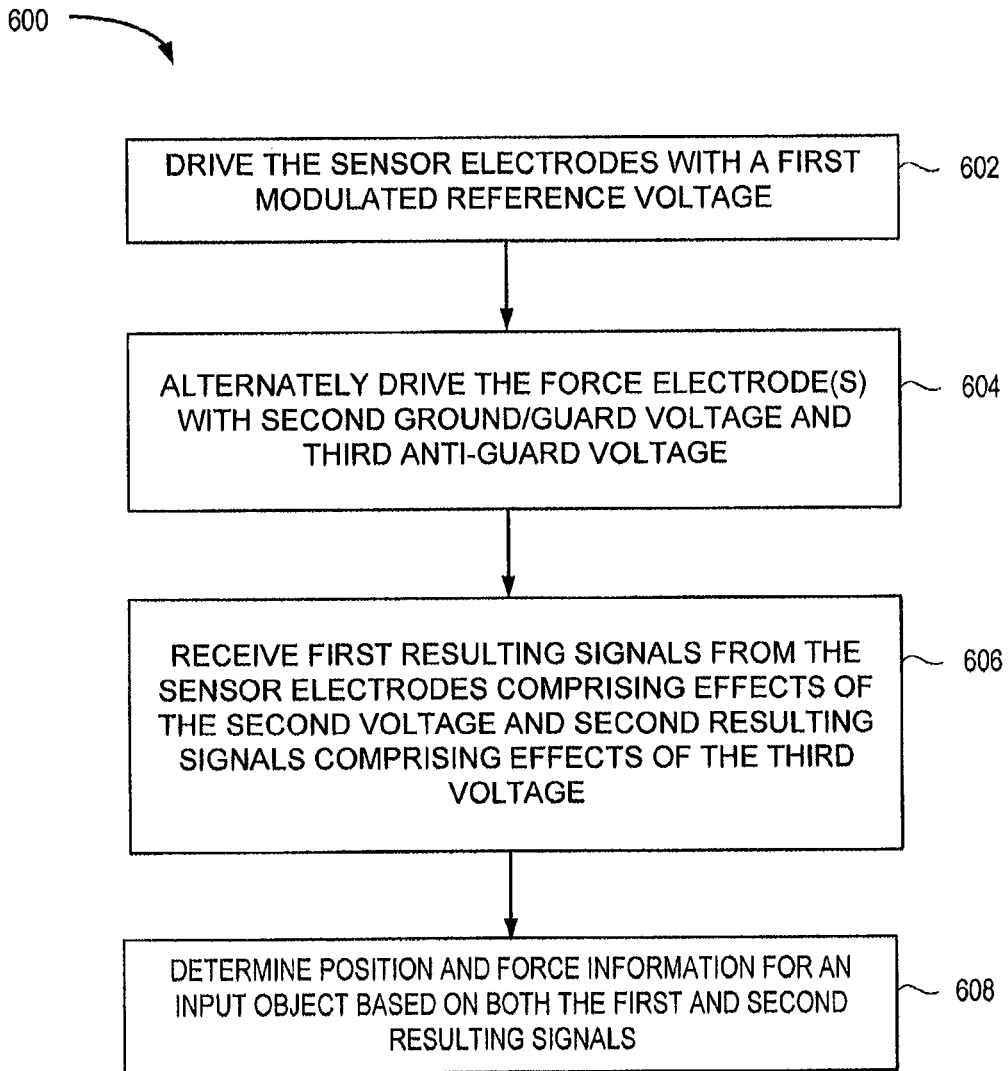 600
DRIVE THE SENSOR ELECTRODES WITH A FIRST
MODULATED REFERENCE VOLTAGE
602
ALTERNATELY DRIVE THE FORCE ELECTRODE(S)
WITH SECOND GROUND/GUARD VOLTAGE AND
THIRD ANTI-GUARD VOLTAGE
604
RECEIVE FIRST RESULTING SIGNALS FROM THE
SENSOR ELECTRODES COMPRISING EFFECTS OF
THE SECOND VOLTAGE AND SECOND RESULTING
SIGNALS COMPRISING EFFECTS OF THE THIRD
VOLTAGE
606
DETERMINE POSITION AND FORCE INFORMATION FOR AN
INPUT OBJECT BASED ON BOTH THE FIRST AND SECOND
RESULTING SIGNALS
608